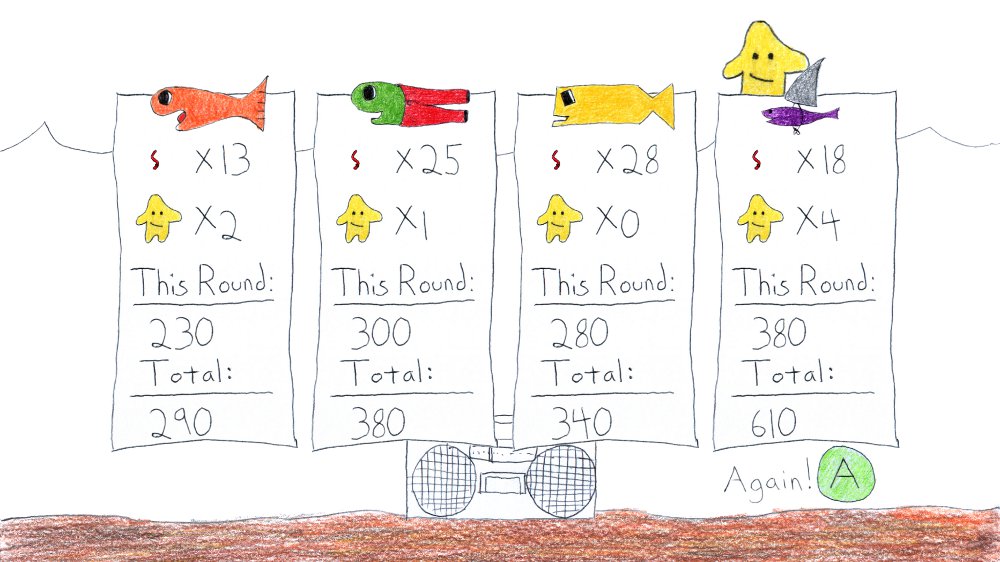 X13
X2
This Round:
230
Total:
290
X25
X1
This Round:
300
Total:
380
X28
X0
This Round:
280
Total:
340
X18
X4
This Round:
380
Total:
610
Again! A